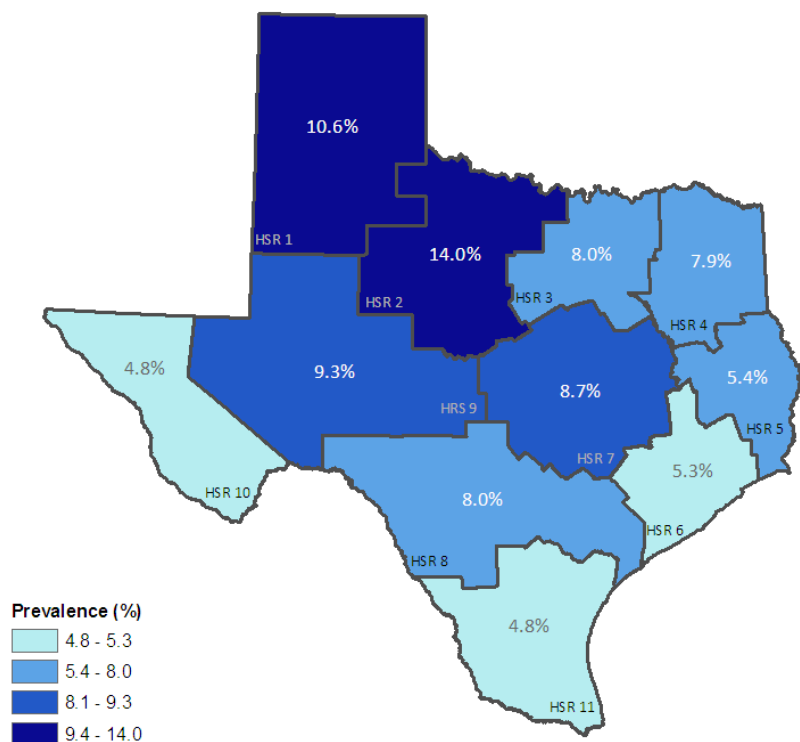 10.6%
HSR 1
14.0%
HSR 2
8.0%
HSR 3
7.9%
HSR 4
4.8%
HSR 10
9.3%
HRS 9
8.7%
HSR 7
5.4%
HSR 5
5.3%
HSR 6
8.0%
HSR 8
4.8%
HSR 11
Prevalence (%)
4.8 - 5.3
5.4 - 8.0
8.1 - 9.3
9.4 - 14.0